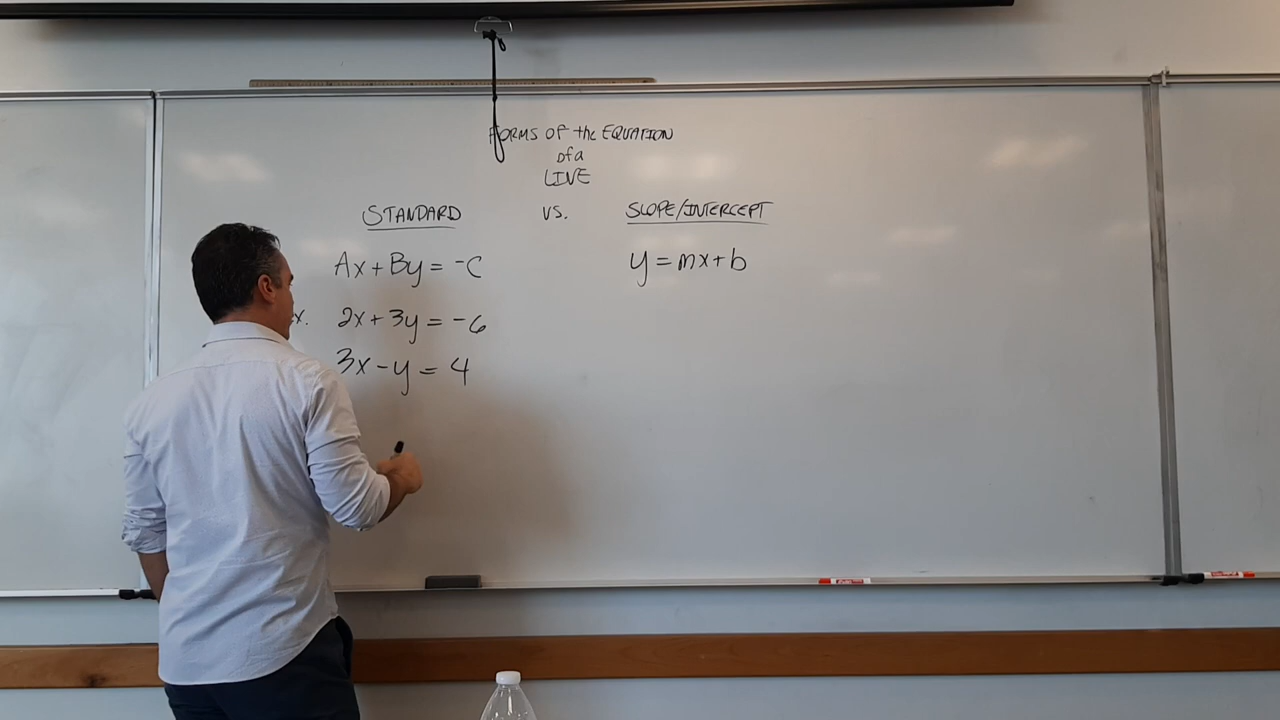 FORMS OF the EQUATION
of a
LINE
STANDARD vs. SLOPE/INTERCEPT
Ax + By = -C y = mx + b
x. 2x + 3y = -6
3x - y = 4